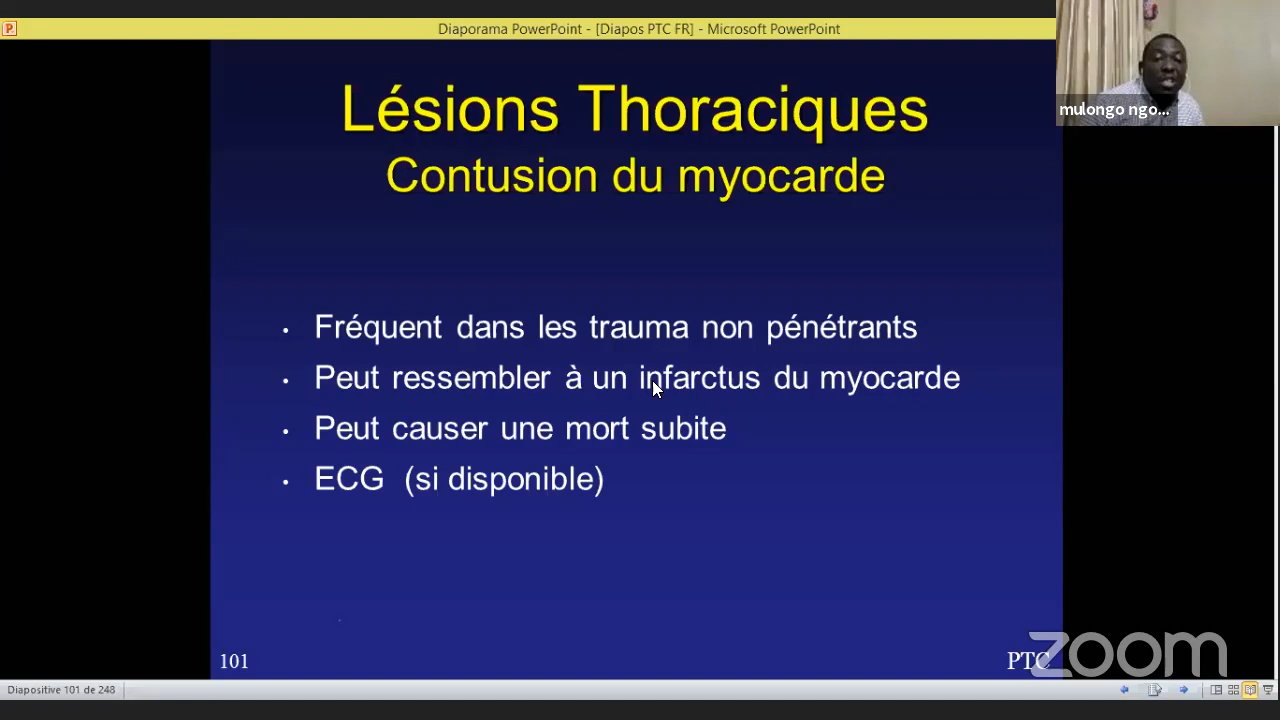 Diaporama PowerPoint - [Diapos PTC FR] - Microsoft PowerPoint
mulongo ngo...
Lésions Thoraciques
Contusion du myocarde
• Fréquent dans les trauma non pénétrants
• Peut ressembler à un infarctus du myocarde
• Peut causer une mort subite
• ECG (si disponible)
101
PTC
zoom
Diapositive 101 de 248